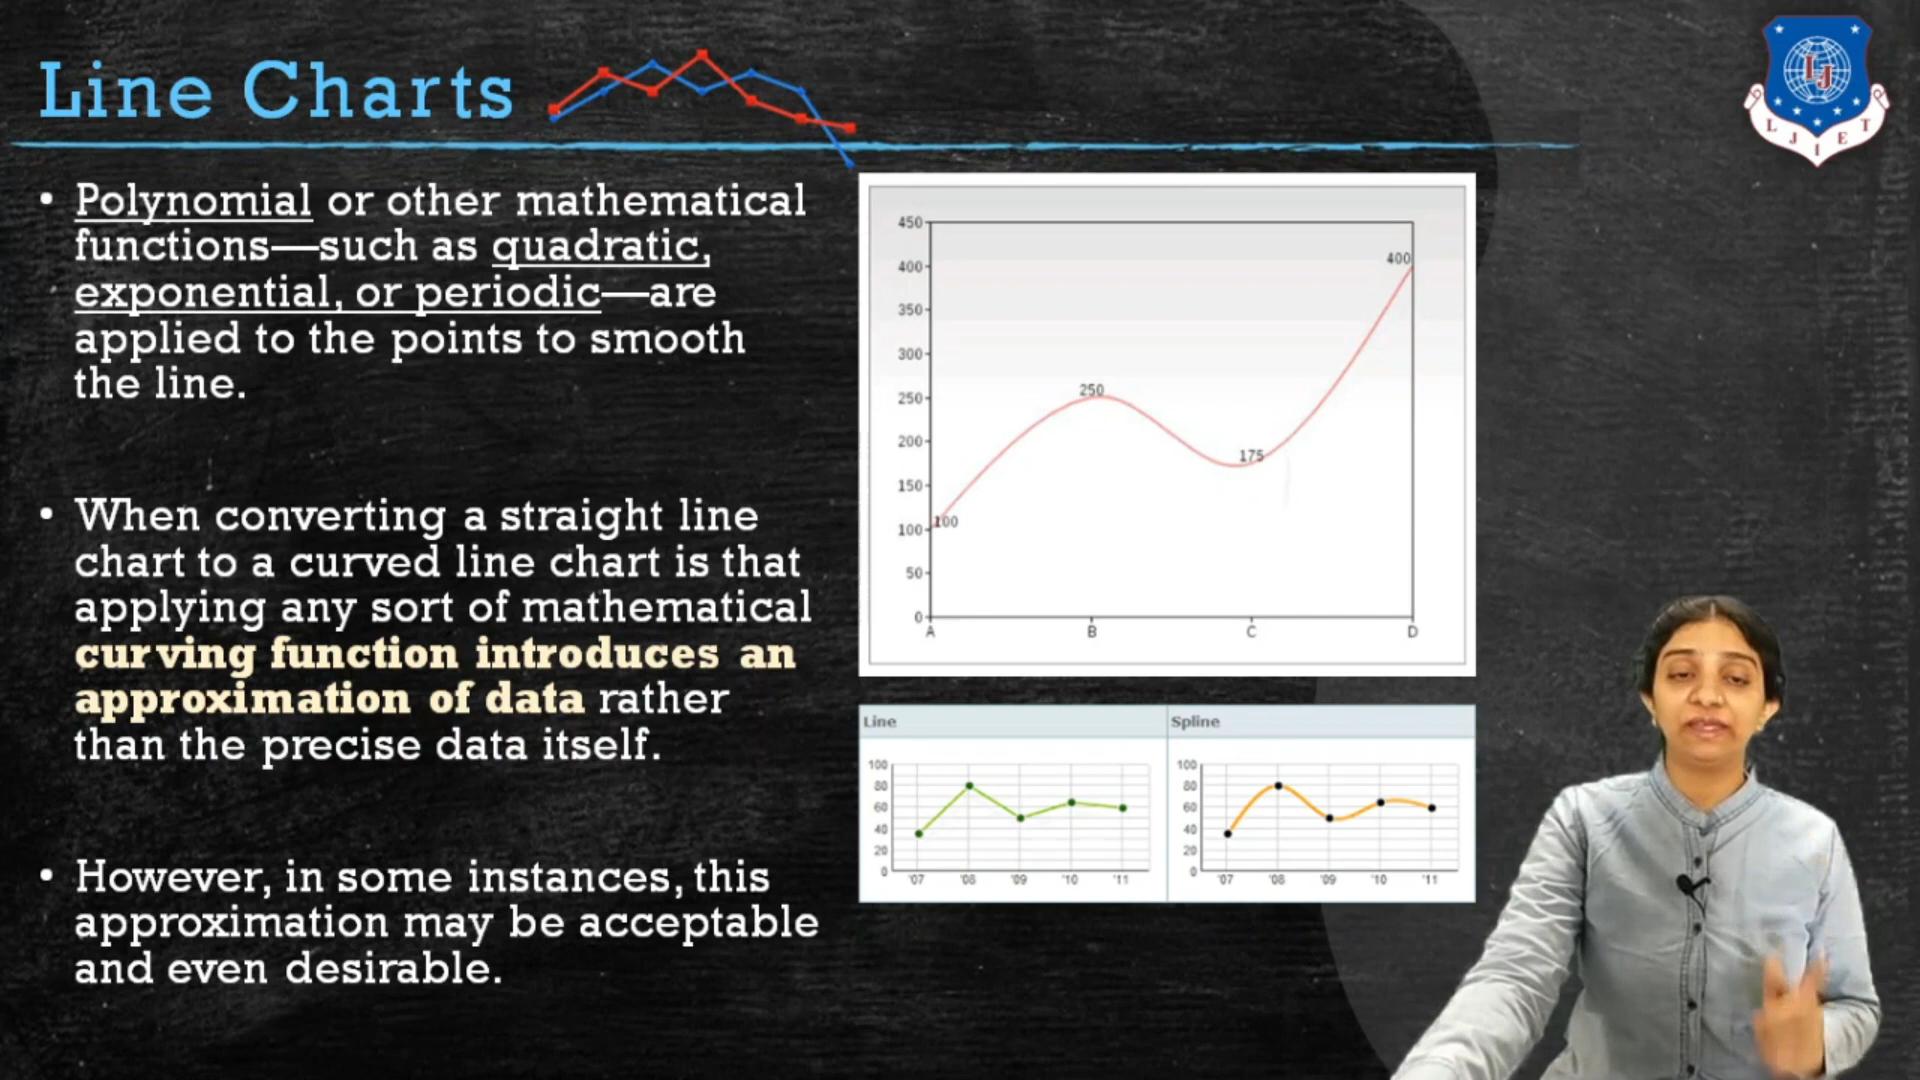 Line Charts
• Polynomial or other mathematical
functions—such as quadratic,
exponential, or periodic—are
applied to the points to smooth
the line.
• When converting a straight line
chart to a curved line chart is that
applying any sort of mathematical
curving function introduces an
approximation of data rather
than the precise data itself.
• However, in some instances, this
approximation may be acceptable
and even desirable.
LJ
L J I E T
450
400
350
300
250
200
150
100
50
0
100
250
175
400
A B C D
Line
100
80
60
40
20
0
'07 '08 '09 '10 '11
Spline
100
80
60
40
20
0
'07 '08 '09 '10 '11